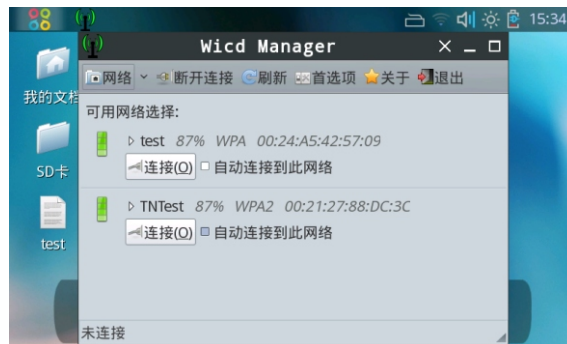 15:34
Wicd Manager
网络 断开连接 刷新 首选项 关于 退出
我的文档
可用网络选择:
test 87% WPA 00:24:A5:42:57:09
连接(O) 自动连接到此网络
SD卡
TNTest 87% WPA2 00:21:27:88:DC:3C
连接(O) 自动连接到此网络
test
未连接